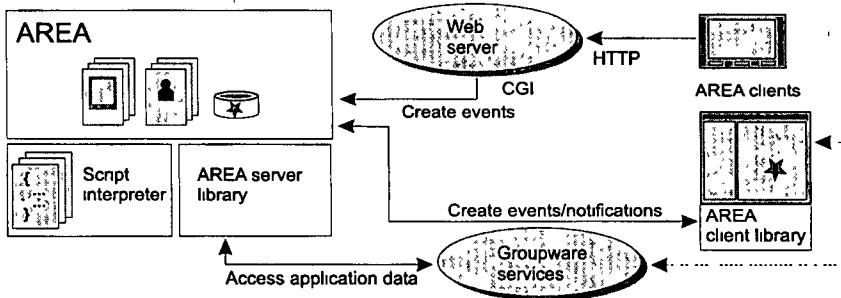 AREA
Web
server
HTTP
CGI
AREA clients
Create events
Script
interpreter
AREA server
library
Create events/notifications
AREA
client library
Groupware
services
Access application data